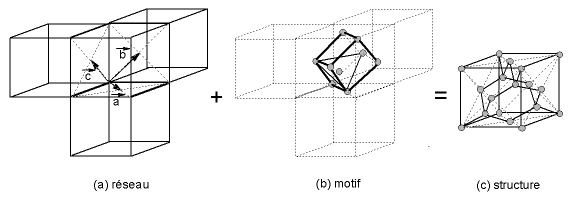 b
c
a
+
=
(a) réseau
(b) motif
(c) structure